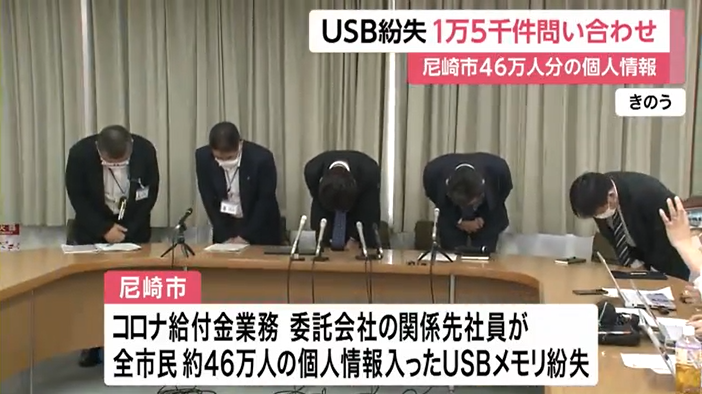 USB紛失 1万5千件問い合わせ
尼崎市46万人分の個人情報
きのう
尼崎市
コロナ給付金業務 委託会社の関係先社員が
全市民 約46万人の個人情報入ったUSBメモリ紛失